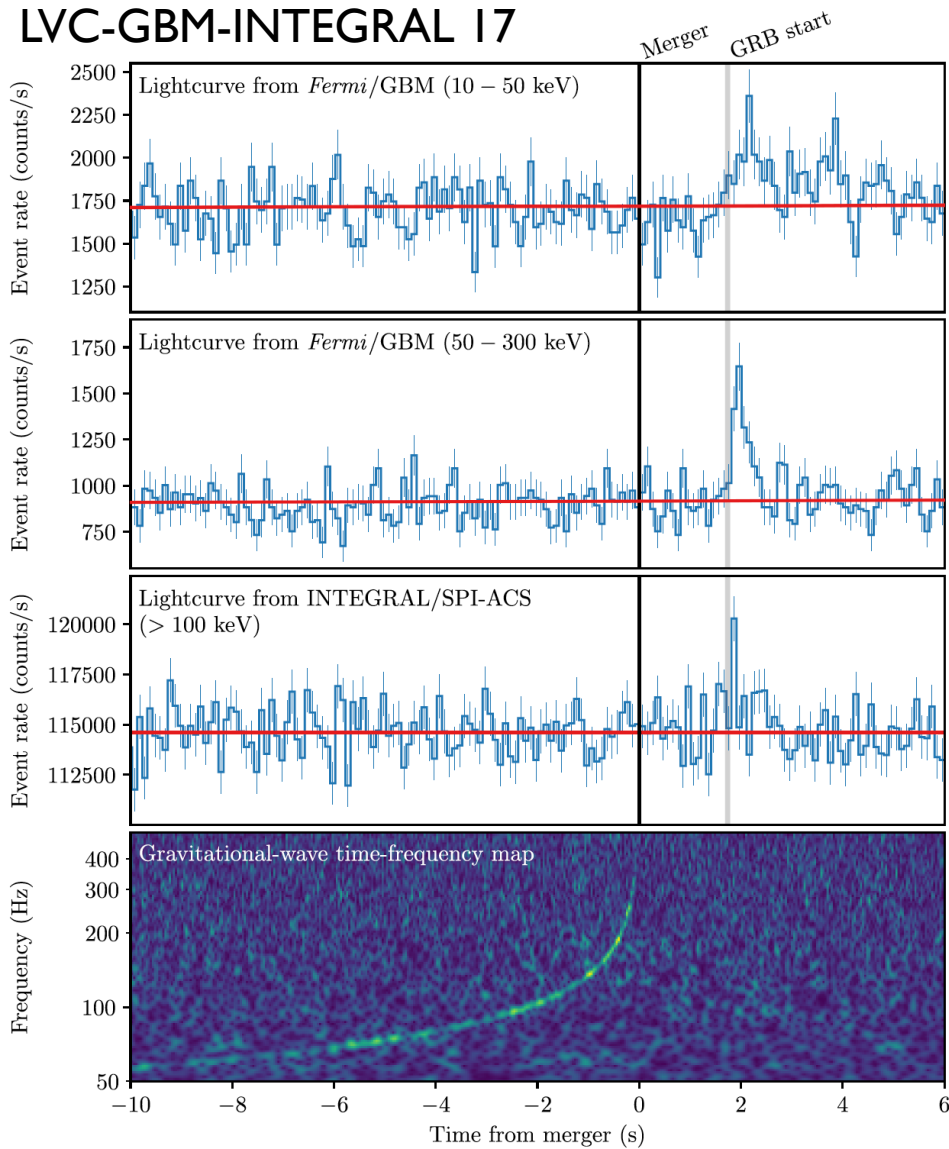 LVC-GBM-INTEGRAL 17
Merger
GRB start
Lightcurve from Fermi/GBM (10 − 50 keV)
Event rate (counts/s)
2500
2250
2000
1750
1500
1250
Lightcurve from Fermi/GBM (50 − 300 keV)
Event rate (counts/s)
1750
1500
1250
1000
750
Lightcurve from INTEGRAL/SPI-ACS
(> 100 keV)
Event rate (counts/s)
120000
117500
115000
112500
Gravitational-wave time-frequency map
Frequency (Hz)
400
300
200
100
50
−10 −8 −6 −4 −2 0 2 4 6
Time from merger (s)